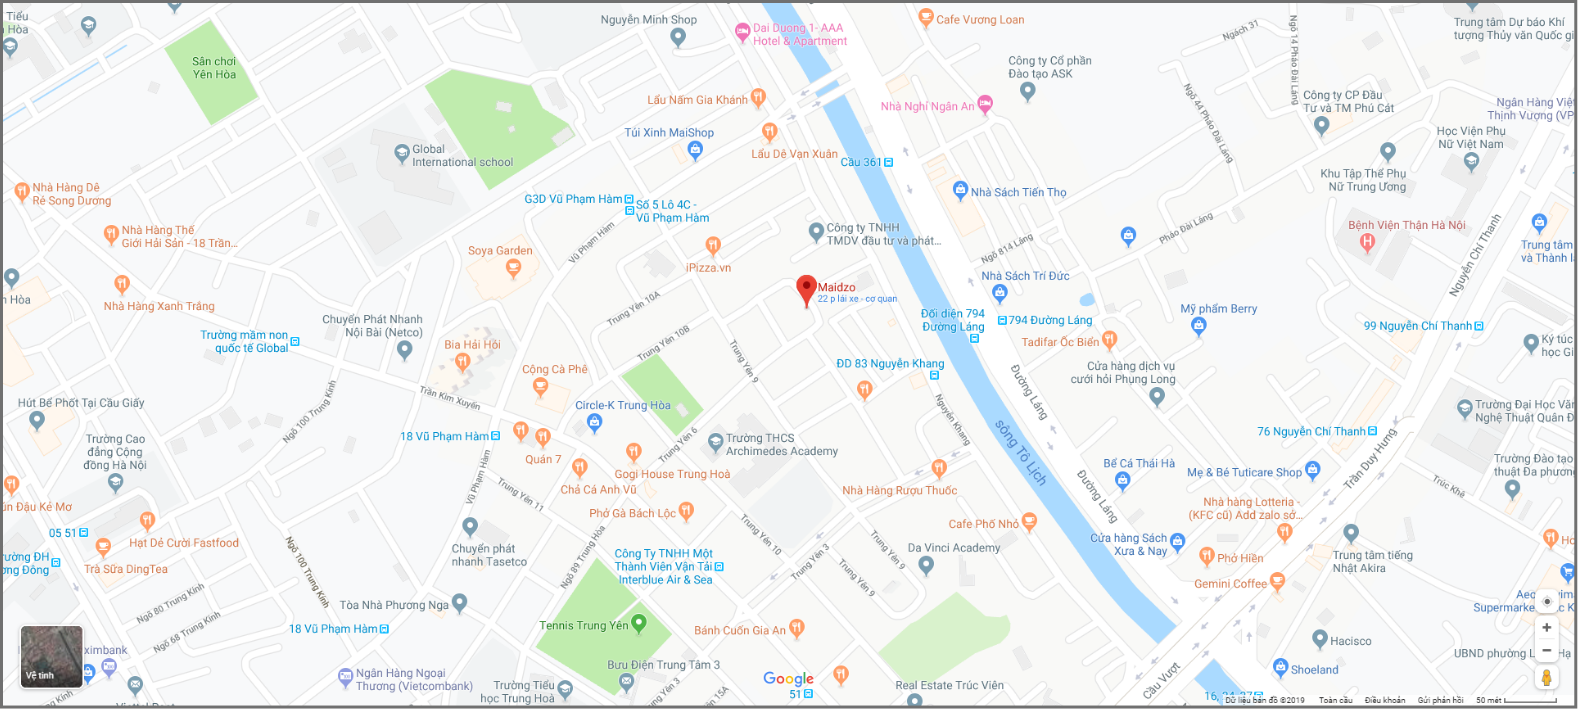 Tiểu
Hòa
Sân chơi
Yên Hòa
Nguyễn Minh Shop
Dai Duong 1- AAA
Hotel & Apartment
Cafe Vương Loan
Ngách 31
Ngõ 14 Pháo Đài Láng
Trung tâm Dự báo Khí
tượng Thủy văn Quốc gi
Công ty Cổ phần
Đào tạo ASK
Lẩu Nấm Gia Khánh
Nhà Nghỉ Ngân An
Ngõ 44 Pháo Đài Láng
Công ty CP Đầu
Tư và TM Phú Cát
Ngân Hàng Việ
Thịnh Vượng (VP
Túi Xinh MaiShop
Học Viện Phụ
Nữ Việt Nam
Global
International school
Lẩu Dê Vạn Xuân
Cầu 361
Khu Tập Thể Phụ
Nữ Trung Ương
Nhà Hàng Dê
Rẻ Song Dương
G3D Vũ Phạm Hàm
Số 5 Lô 4C -
Vũ Phạm Hàm
Nhà Sách Tiến Thọ
Nhà Hàng Thế
Giới Hải Sản - 18 Trần...
Vũ Phạm Hàm
Công ty TNHH
TMDV đầu tư và phát...
Ngõ 814 Láng
Pháo Đài Láng
Bệnh Viện Thận Hà Nội
Nguyễn Chí Thanh
Trung tâm
và Thành l
Soya Garden
iPizza.vn
Nhà Sách Trí Đức
n Hòa
Nhà Hàng Xanh Trắng
Maidzo
22 p lái xe - cơ quan
Trung Yên 10A
Chuyển Phát Nhanh
Nội Bài (Netco)
Đối diện 794
Đường Láng
794 Đường Láng
Mỹ phẩm Berry
99 Nguyễn Chí Thanh
Trường mầm non
quốc tế Global
Bia Hải Hói
Trung Yên 10B
Trung Yên 9
Tadifar Ốc Biển
Ký túc
học Gi
ĐD 83 Nguyễn Khang
Cửa hàng dịch vụ
cưới hỏi Phụng Long
Cộng Cà Phê
Đường Láng
Trần Kim Xuyến
Hút Bể Phốt Tại Cầu Giấy
Ngõ 100 Trung Kính
Circle-K Trung Hòa
Nguyễn Khang
Trường Đại Học Văn
Nghệ Thuật Quân Đ
18 Vũ Phạm Hàm
Trung Yên 6
sông Tô Lịch
76 Nguyễn Chí Thanh
Trường Cao
đẳng Cộng
đồng Hà Nội
Trường THCS
Archimedes Academy
Trần Duy Hưng
Quán 7
Vũ Phạm Hàm
Gogi House Trung Hoà
Bể Cá Thái Hà
Mẹ & Bé Tuticare Shop
Trường Đào tạo
thuật Đa phương
Trúc Khê
Chả Cá Anh Vũ
Trung Yên 11
Nhà Hàng Rượu Thuốc
Đường Láng
ún Đậu Kẻ Mơ
Phở Gà Bách Lộc
Nhà hàng Lotteria -
(KFC cũ) Add zalo số...
05 51
Hạt Dẻ Cười Fastfood
Ngõ 89 Trung Hòa
Trung Yên 10
Cafe Phố Nhỏ
Cửa hàng Sách
Xưa & Nay
rường ĐH
ng Đông
Trà Sữa DingTea
Ngõ 100 Trung Kính
Chuyển phát
nhanh Tasetco
Công Ty TNHH Một
Thành Viên Vận Tải
Interblue Air & Sea
Trung Yên 3
Trung Yên 9
Trung Yên 9
Da Vinci Academy
Phở Hiền
Trung tâm tiếng
Nhật Akira
Gemini Coffee
Ngõ 80 Trung Kính
Ngõ 68 Trung Kính
Tòa Nhà Phương Nga
18 Vũ Phạm Hàm
Tennis Trung Yên
Bánh Cuốn Gia An
Hacisco
UBND phường L
Hạ
ximbank
Vệ tinh
Ngân Hàng Ngoại
Thương (Vietcombank)
Bưu Điện Trung Tâm 3
Trường Tiểu
học Trung Hoà
Google
51
Real Estate Trúc Viên
Cầu Vượt
Shoeland
15A
Dữ liệu bản đồ ©2019
Toàn cầu
Điều khoản
Gửi phản hồi
50 mét